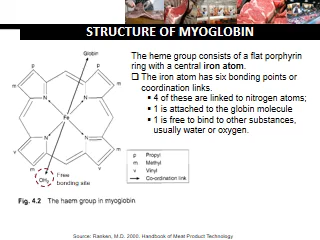 STRUCTURE OF MYOGLOBIN
The heme group consists of a flat porphyrin
ring with a central iron atom.
❑ The iron atom has six bonding points or
coordination links.
▪ 4 of these are linked to nitrogen atoms;
▪ 1 is attached to the globin molecule
▪ 1 is free to bind to other substances,
usually water or oxygen.
Globin
p
p
m
m
N
N
Fe
N
N
m
v
v
m
OH₂
Free
bonding site
p Propyl
m Methyl
v Vinyl
Co-ordination link
Fig. 4.2 The haem group in myoglobin
Source: Ranken, M.D. 2000, Handbook of Meat Product Technology